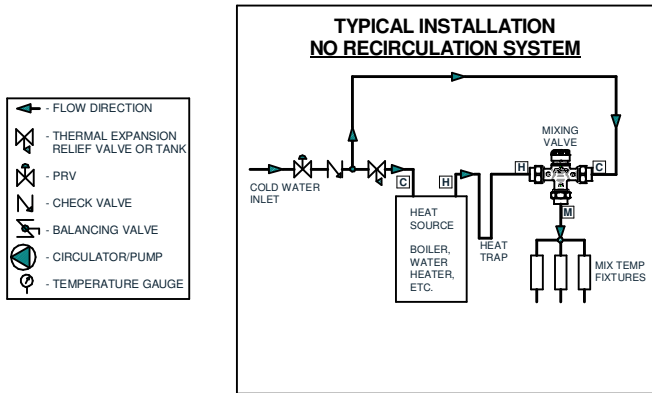 TYPICAL INSTALLATION
NO RECIRCULATION SYSTEM
- FLOW DIRECTION
- THERMAL EXPANSION
RELIEF VALVE OR TANK
- PRV
- CHECK VALVE
- BALANCING VALVE
- CIRCULATOR/PUMP
- TEMPERATURE GAUGE
COLD WATER
INLET
C
H
HEAT
SOURCE
BOILER,
WATER
HEATER,
ETC.
HEAT
TRAP
MIXING
VALVE
H
C
M
MIX TEMP
FIXTURES